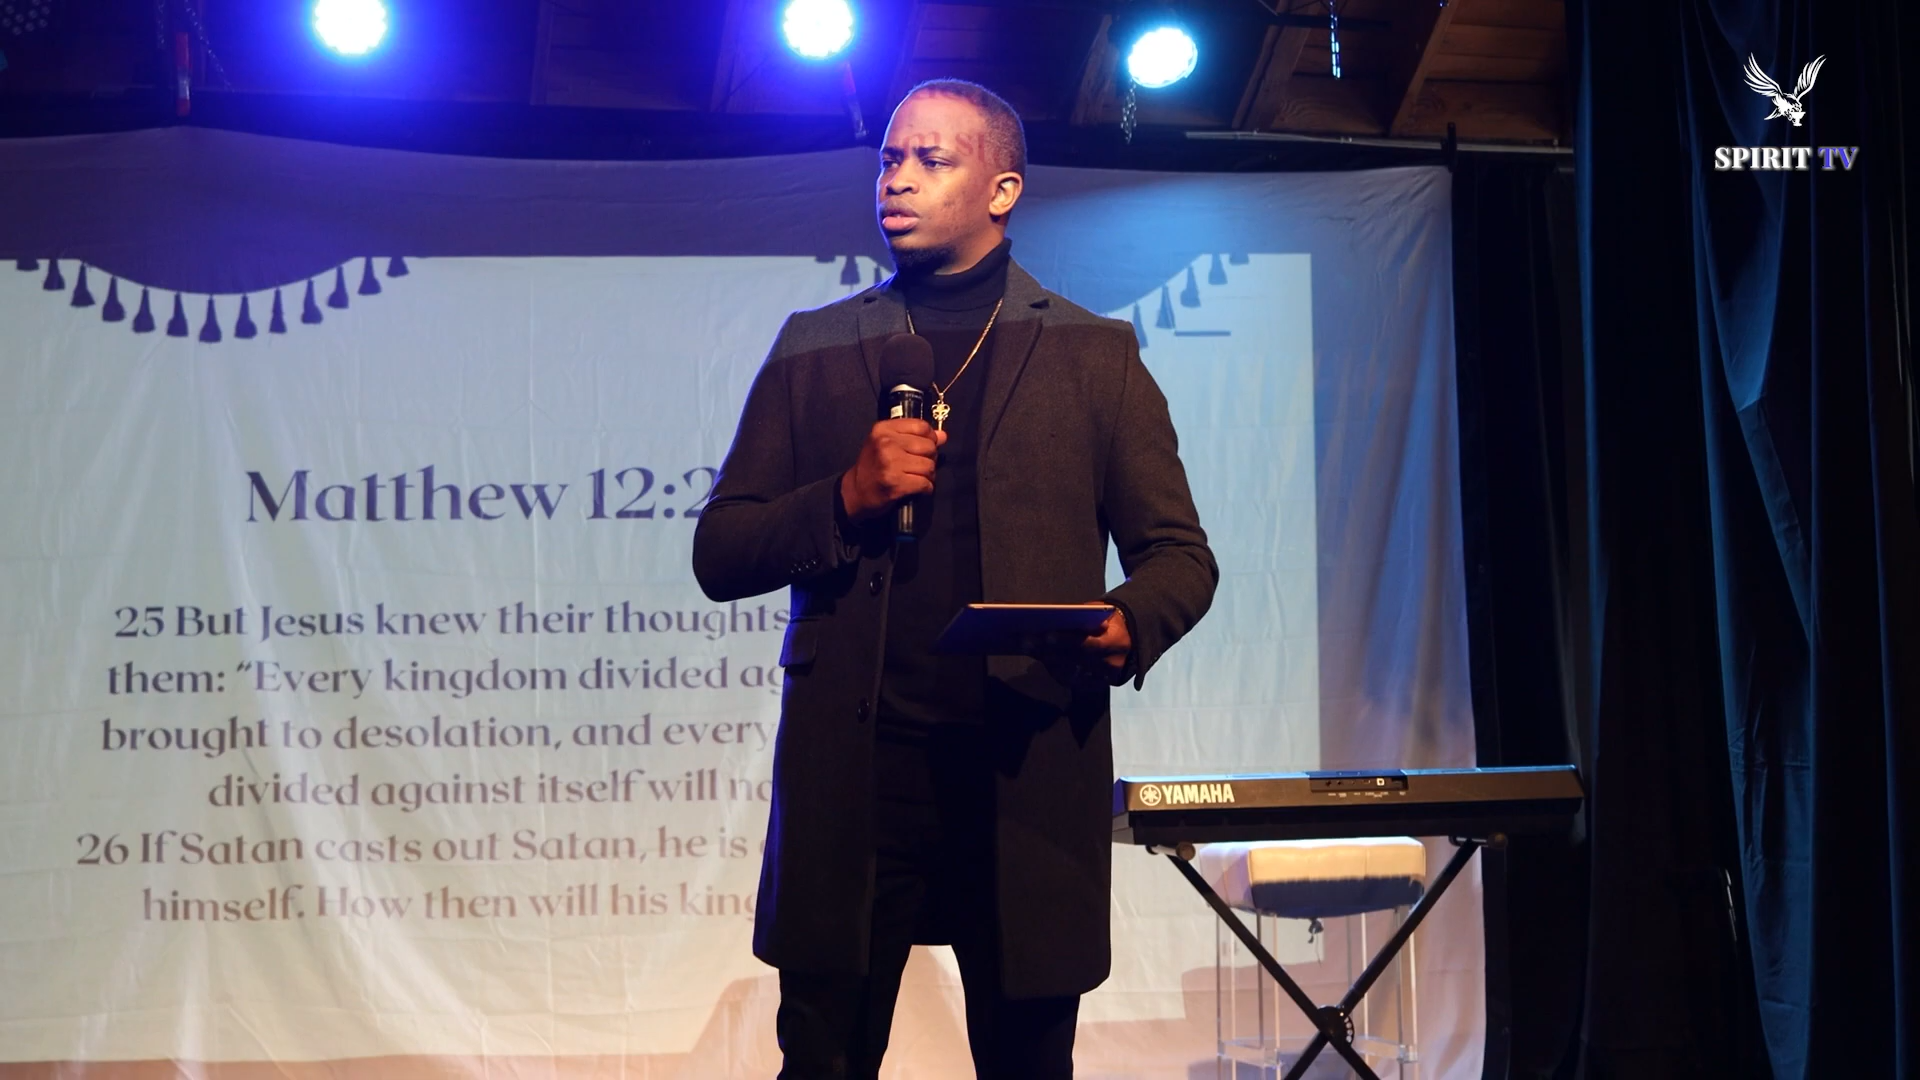 SPIRIT TV
Matthew 12:2
25 But Jesus knew their thoughts
them: “Every kingdom divided
brought to desolation, and every
divided against itself will
26 If Satan casts out Satan, he is
himself. How then will his
YAMAHA